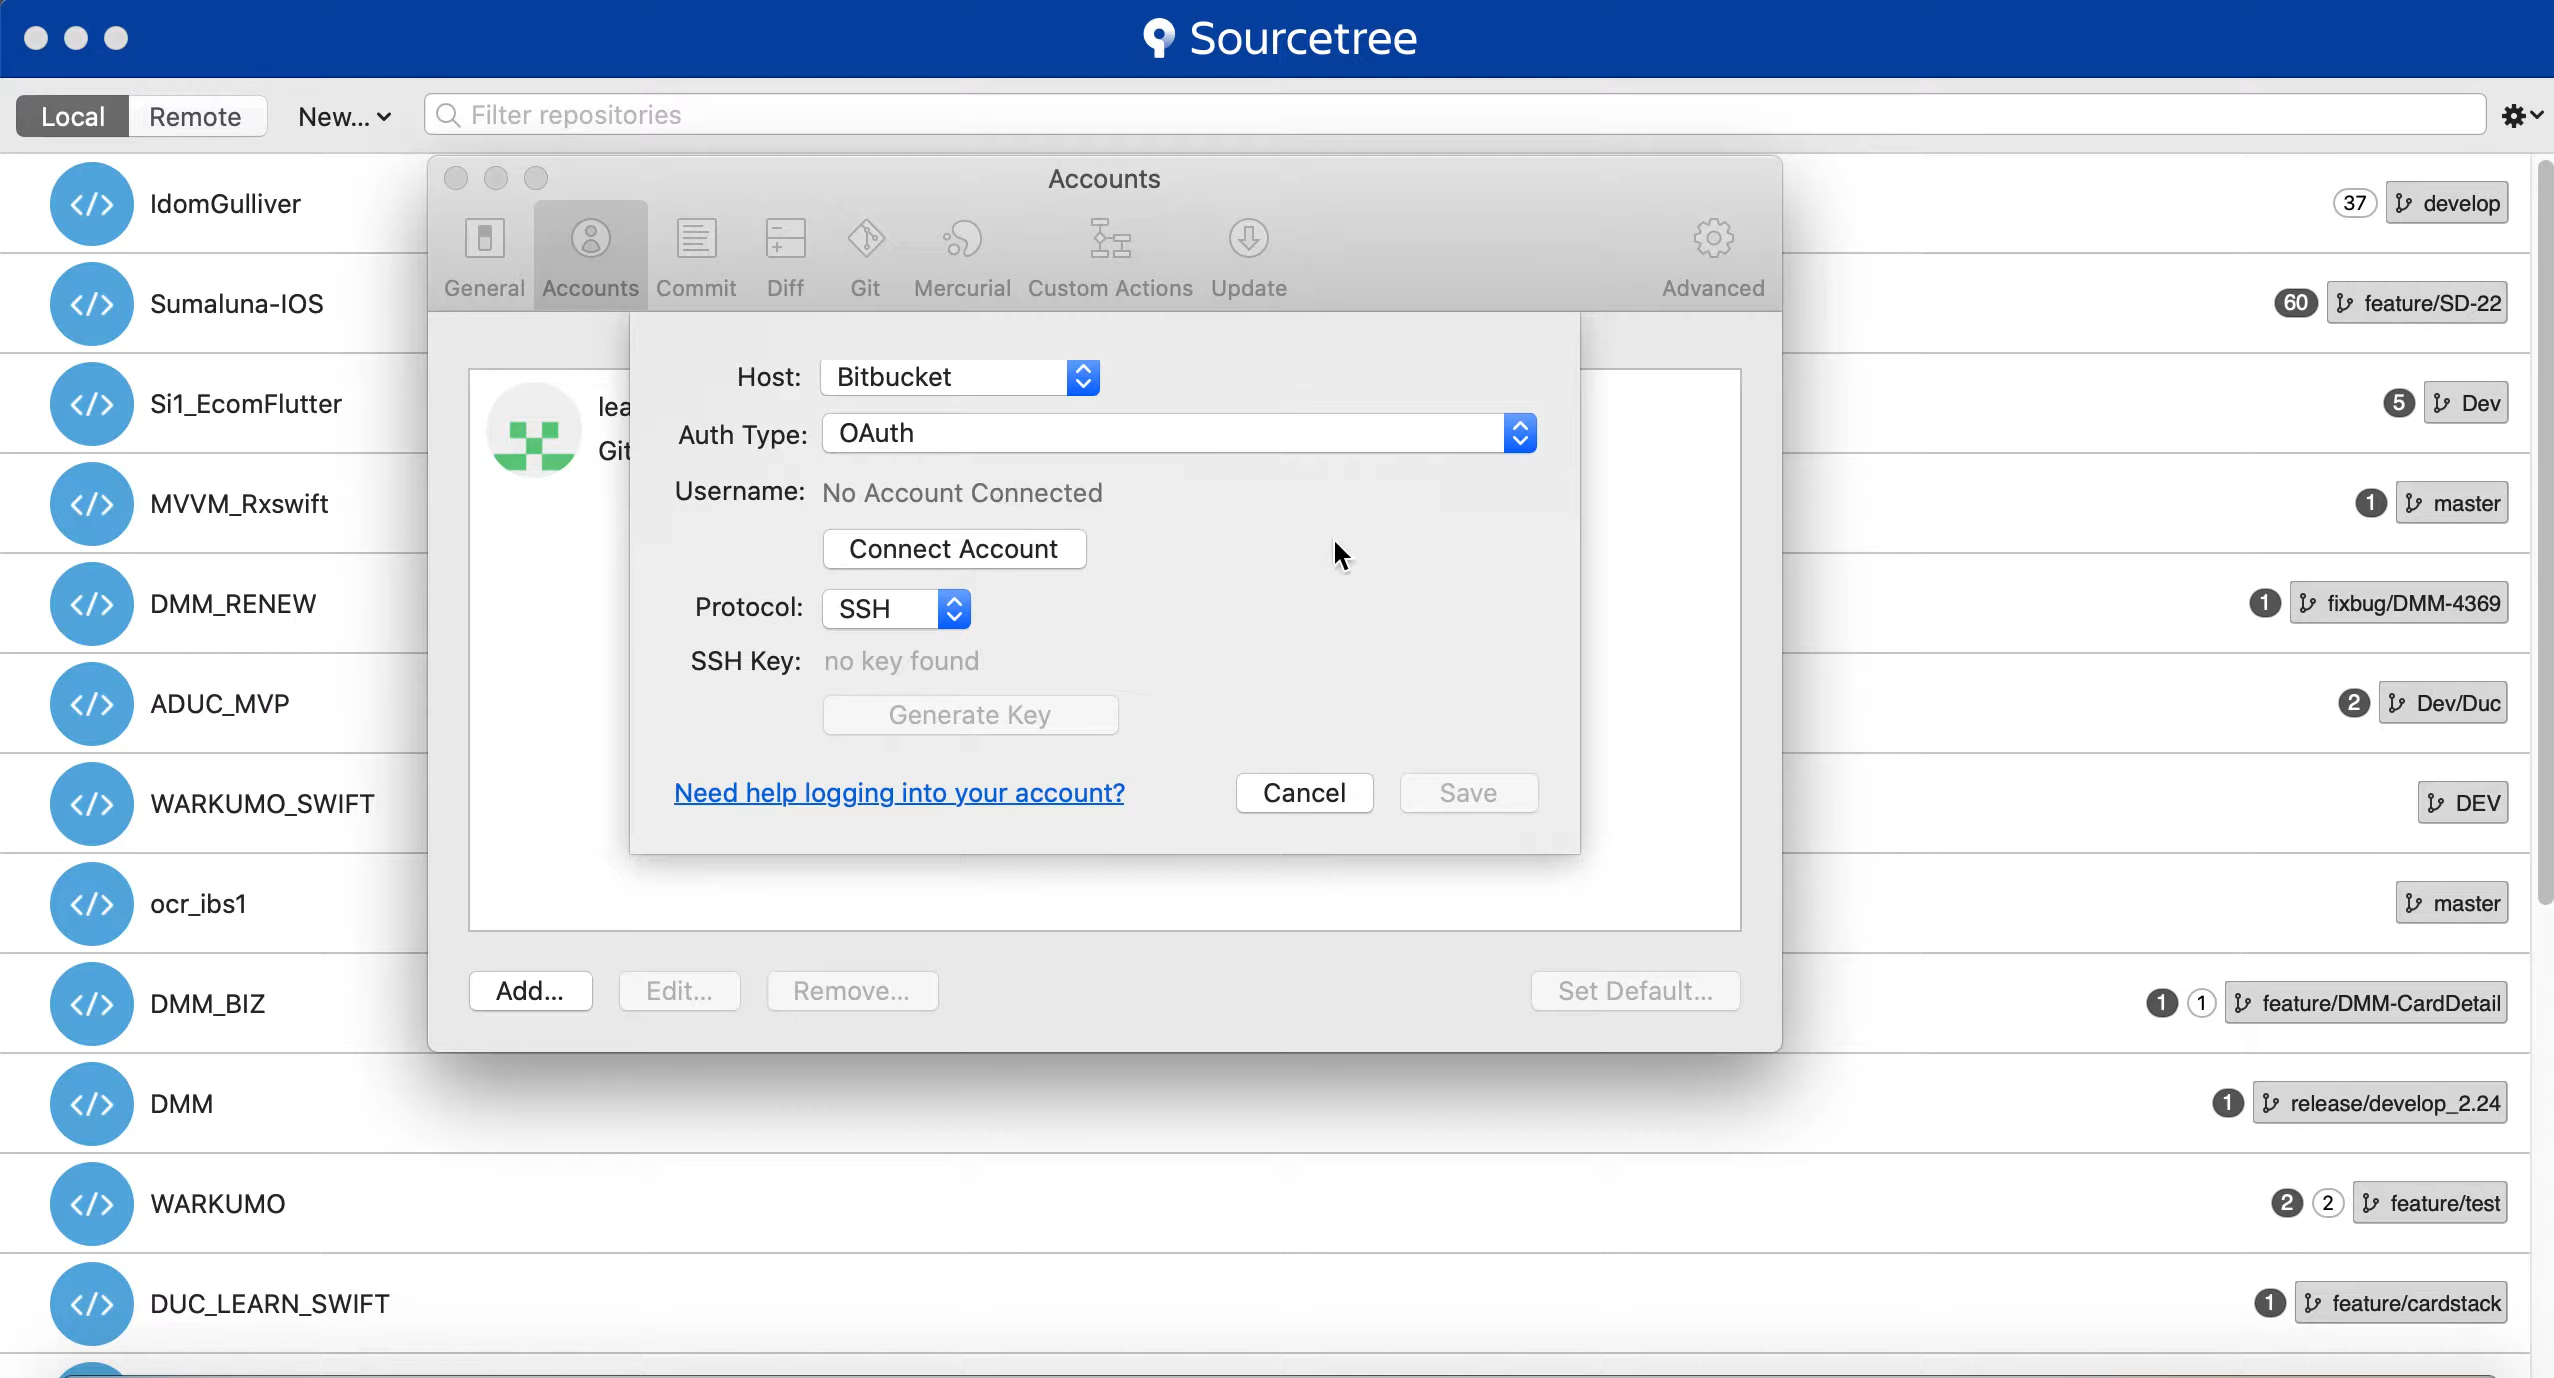 Sourcetree
Local
Remote
New...
Filter repositories
IdomGulliver
37
develop
Sumaluna-IOS
60
feature/SD-22
Si1_EcomFlutter
5
Dev
MVVM_Rxswift
1
master
DMM_RENEW
1
fixbug/DMM-4369
ADUC_MVP
2
Dev/Duc
WARKUMO_SWIFT
DEV
ocr_ibs1
master
DMM_BIZ
1
1
feature/DMM-CardDetail
DMM
1
release/develop_2.24
WARKUMO
2
2
feature/test
DUC_LEARN_SWIFT
1
feature/cardstack
Accounts
General
Accounts
Commit
Diff
Git
Mercurial
Custom Actions
Update
Advanced
lea
Git
Host:
Bitbucket
Auth Type:
OAuth
Username:
No Account Connected
Connect Account
Protocol:
SSH
SSH Key:
no key found
Generate Key
Need help logging into your account?
Cancel
Save
Add...
Edit...
Remove...
Set Default...